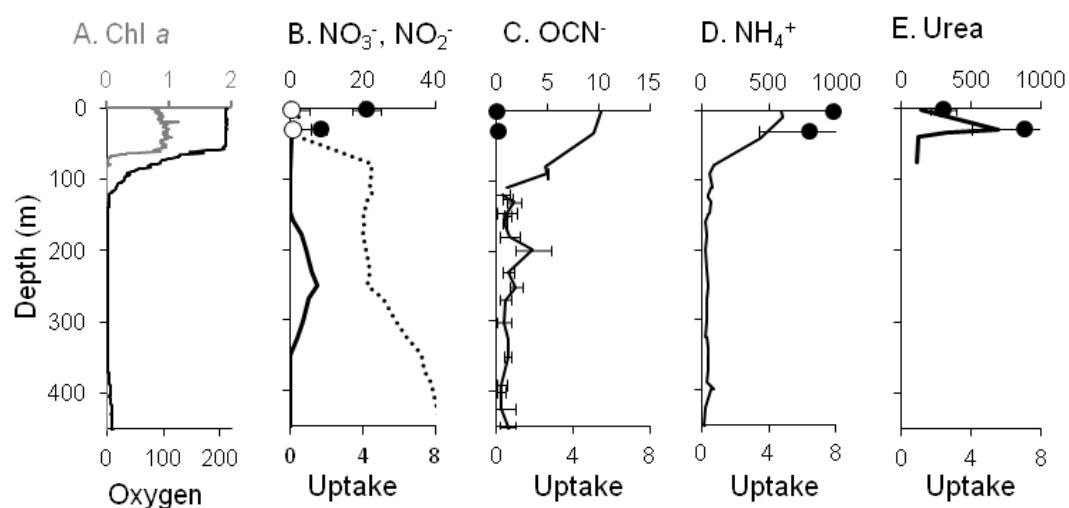 A. Chl a B. NO₃⁻, NO₂⁻ C. OCN⁻ D. NH₄⁺ E. Urea
0 1 2 0 20 40 0 5 10 15 0 500 1000 0 500 1000
0
100
200
300
400
Depth (m)
0 100 200 0 4 8 0 4 8 0 4 8 0 4 8
Oxygen Uptake Uptake Uptake Uptake